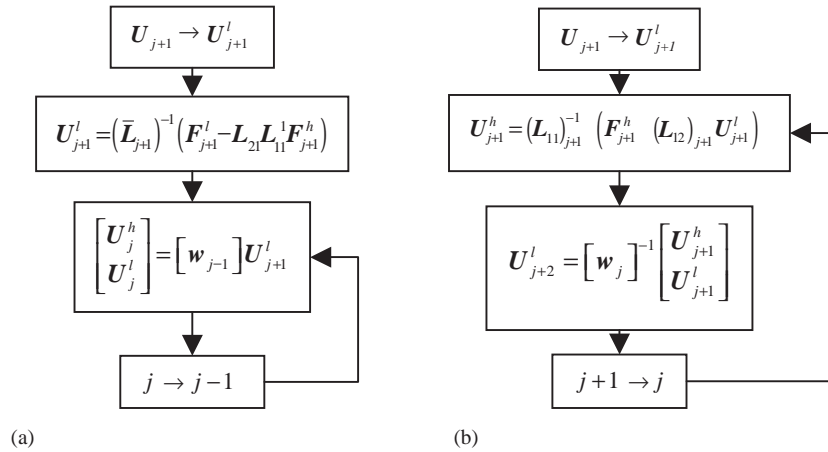 U_{j+1} → U^l_{j+1}
U^l_{j+1} = (L̄_{j+1})^{-1} (F^l_{j+1} − L_{21} L^1_{11} F^h_{j+1})
[U^h_j U^l_j] = [w_{j-1}] U^l_{j+1}
j → j − 1
(a)
U_{j+1} → U^l_{j+1}
U^h_{j+1} = (L_{11})^{-1}_{j+1} (F^h_{j+1} (L_{12})_{j+1} U^l_{j+1})
U^l_{j+2} = [w_j]^{-1} [U^h_{j+1} U^l_{j+1}]
j+1 → j
(b)